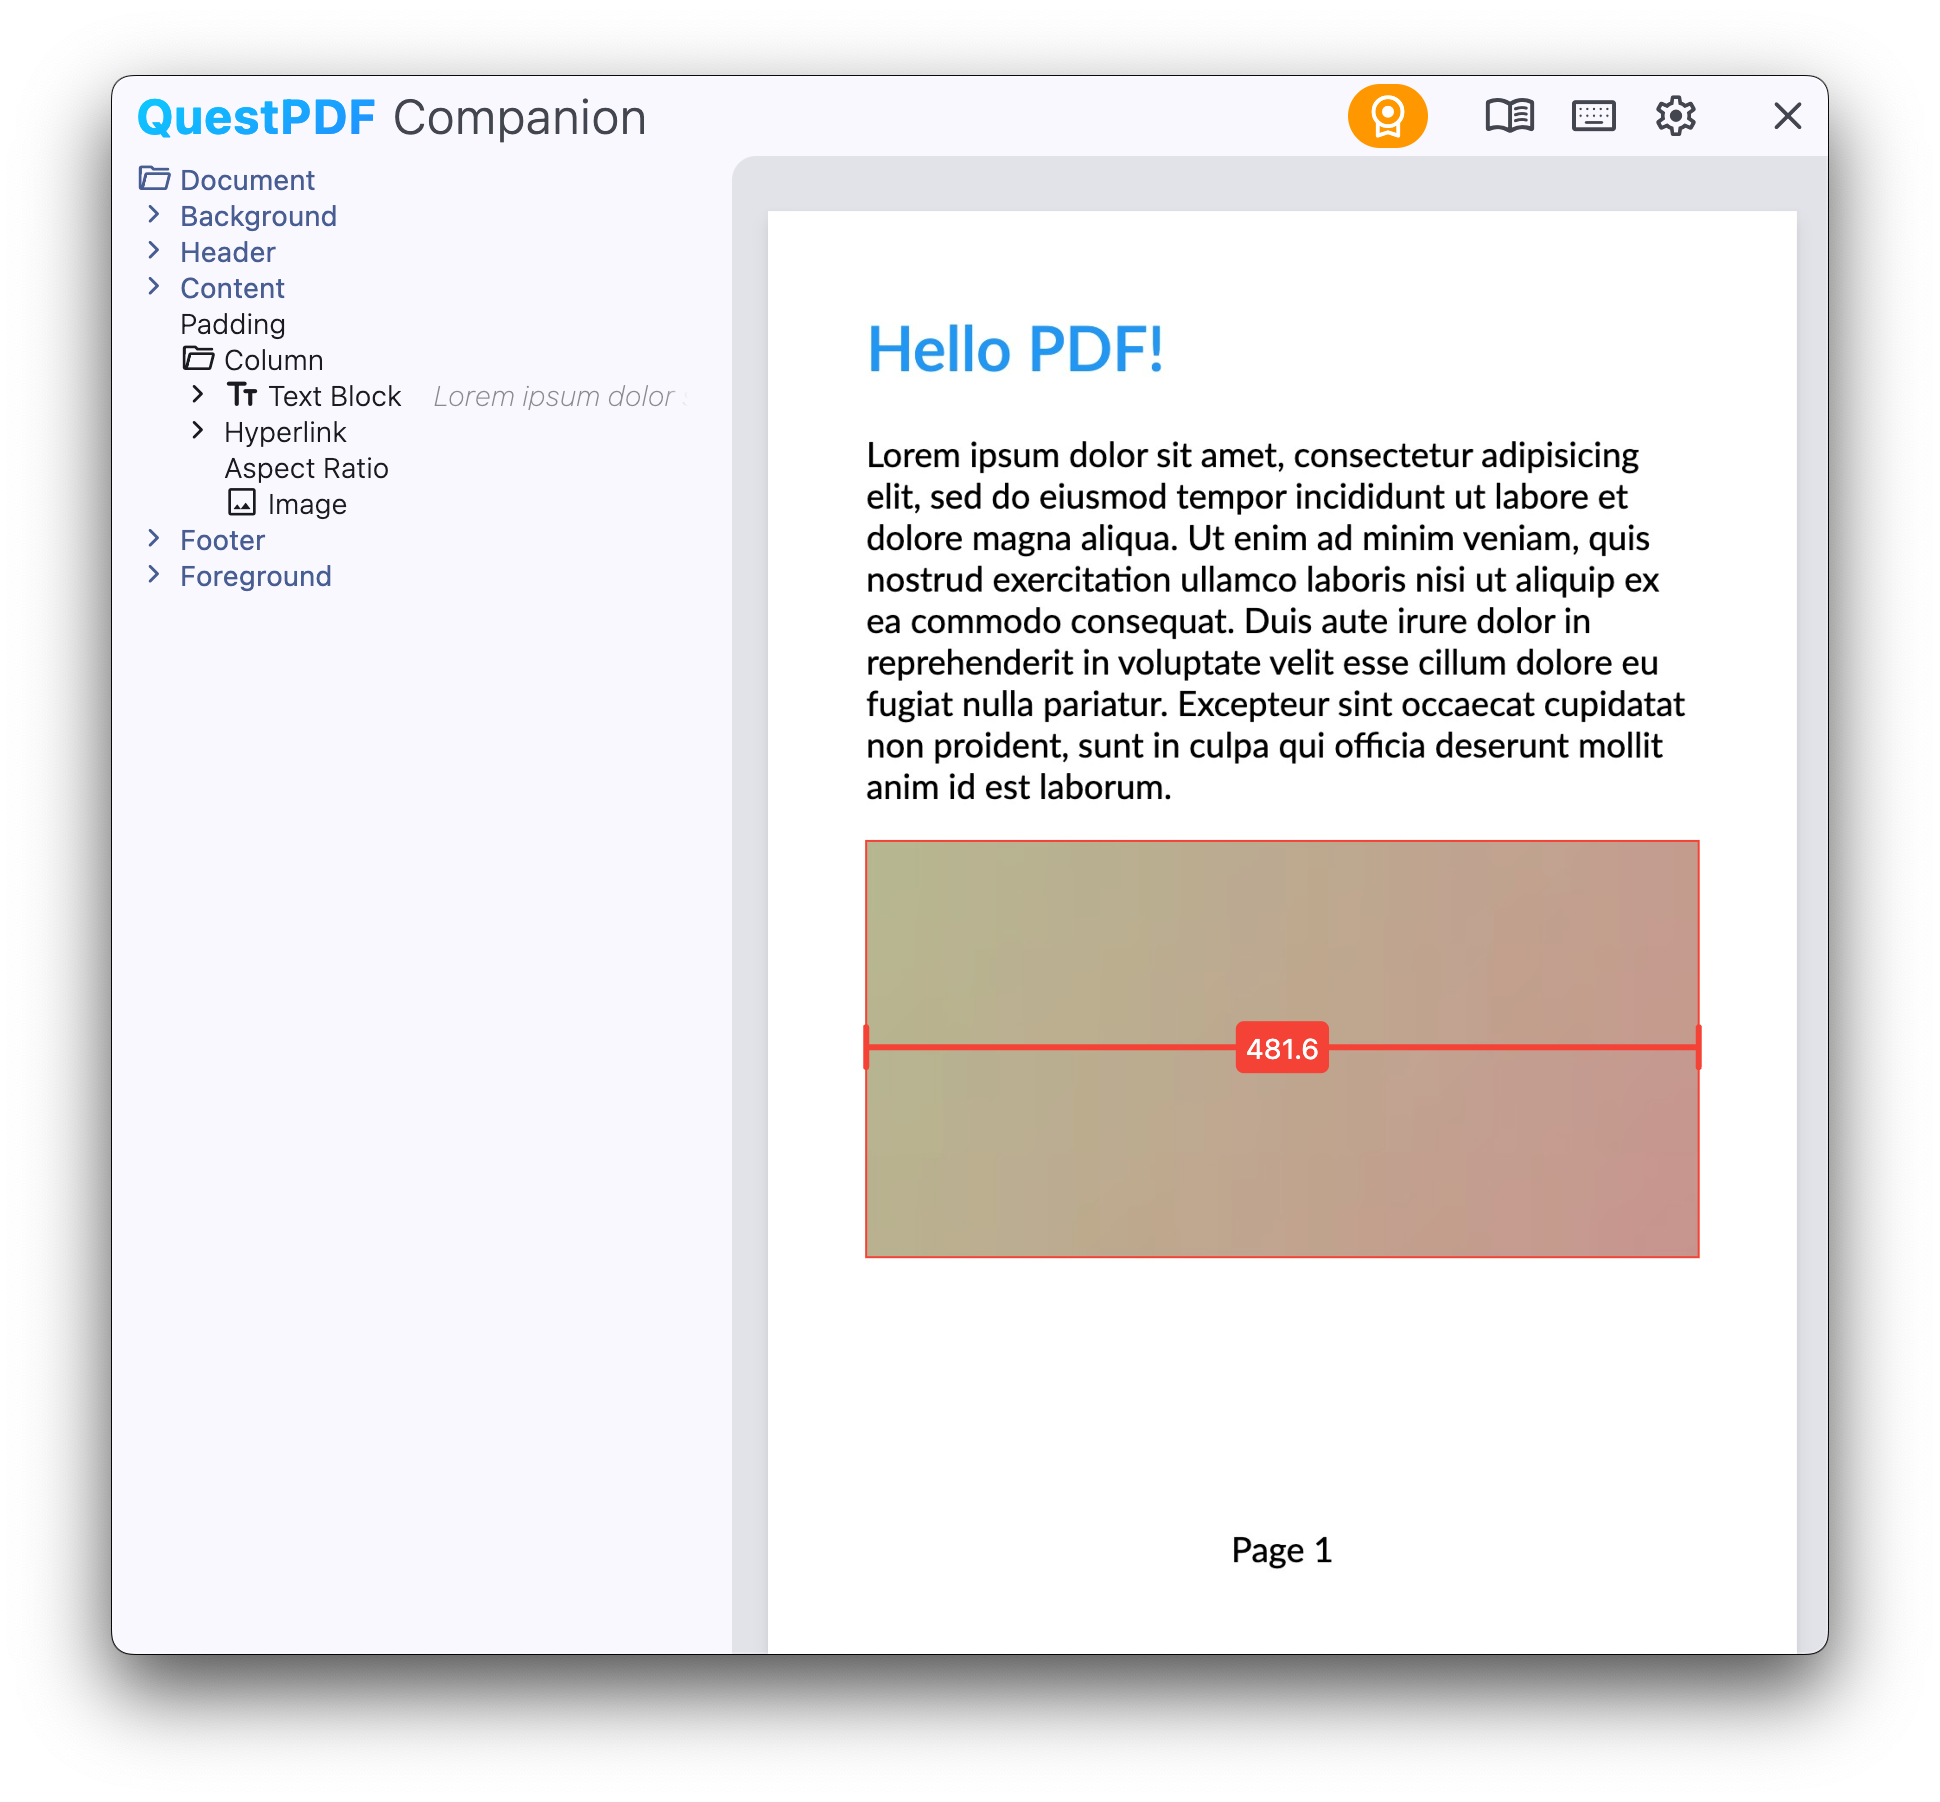 QuestPDF Companion
Document
Background
Header
Content
Padding
Column
Text Block Lorem ipsum dolor
Hyperlink
Aspect Ratio
Image
Footer
Foreground
Hello PDF!
Lorem ipsum dolor sit amet, consectetur adipisicing
elit, sed do eiusmod tempor incididunt ut labore et
dolore magna aliqua. Ut enim ad minim veniam, quis
nostrud exercitation ullamco laboris nisi ut aliquip ex
ea commodo consequat. Duis aute irure dolor in
reprehenderit in voluptate velit esse cillum dolore eu
fugiat nulla pariatur. Excepteur sint occaecat cupidatat
non proident, sunt in culpa qui officia deserunt mollit
anim id est laborum.
481.6
Page 1